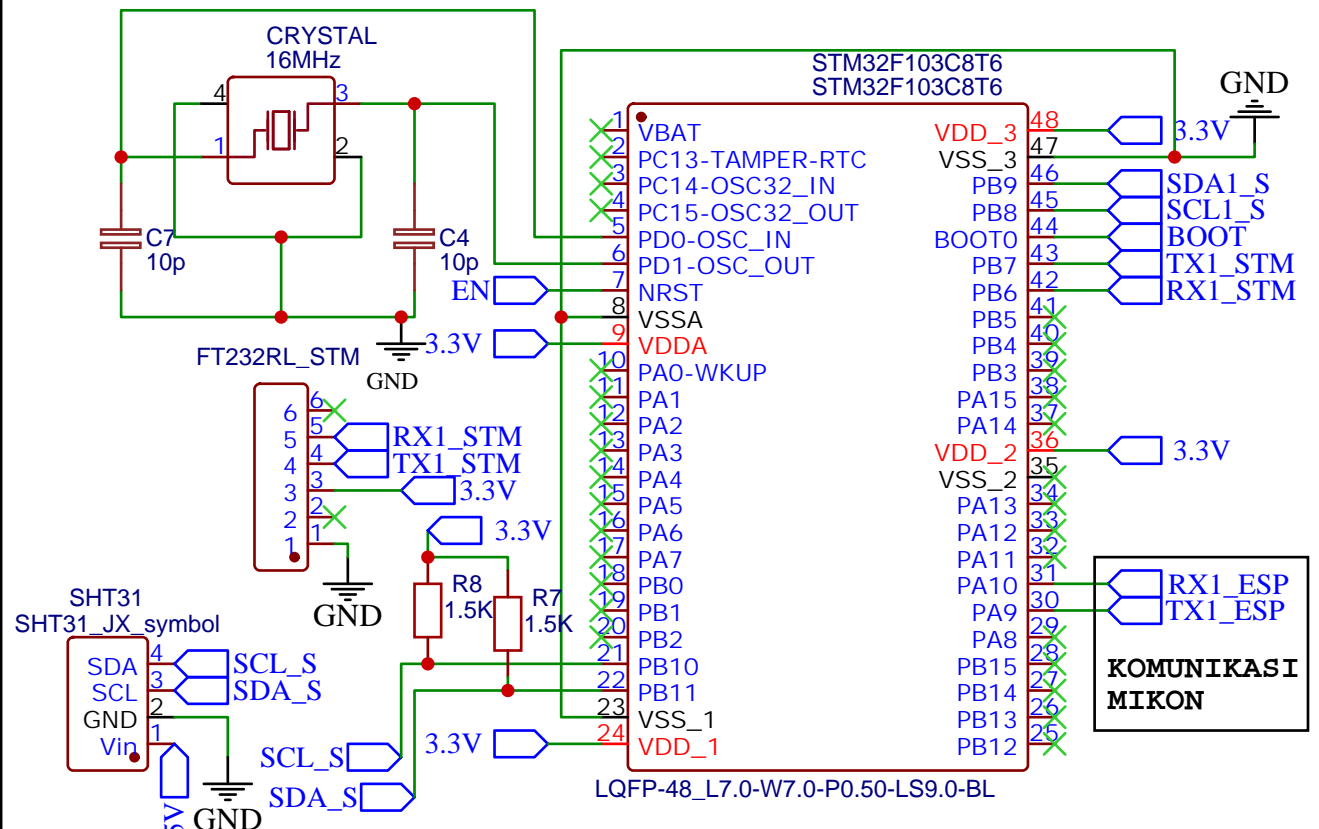 CRYSTAL
16MHz
4
3
1
2
C7
10p
C4
10p
GND
STM32F103C8T6
STM32F103C8T6
GND
1
VBAT
2
PC13-TAMPER-RTC
3
PC14-OSC32_IN
4
PC15-OSC32_OUT
5
PD0-OSC_IN
6
PD1-OSC_OUT
EN
7
NRST
8
VSSA
3.3V
9
VDDA
10
PA0-WKUP
11
PA1
12
PA2
13
PA3
14
PA4
15
PA5
16
PA6
17
PA7
18
PB0
19
PB1
20
PB2
21
PB10
22
PB11
23
VSS_1
3.3V
24
VDD_1
VDD_3
48
3.3V
VSS_3
47
PB9
46
SDA1_S
PB8
45
SCL1_S
BOOT0
44
BOOT
PB7
43
TX1_STM
PB6
42
RX1_STM
PB5
41
PB4
40
PB3
39
PA15
38
PA14
37
VDD_2
36
3.3V
VSS_2
35
PA13
34
PA12
33
PA11
32
PA10
31
RX1_ESP
PA9
30
TX1_ESP
PA8
29
PB15
28
PB14
27
PB13
26
PB12
25
KOMUNIKASI
MIKON
LQFP-48_L7.0-W7.0-P0.50-LS9.0-BL
FT232RL_STM
6 6
5 5
RX1_STM
4 4
TX1_STM
3 3
3.3V
2 2
1 1
GND
3.3V
R8
1.5K
R7
1.5K
SHT31
SHT31_JX_symbol
SDA
4
SCL_S
SCL
3
SDA_S
GND
2
Vin
1
GND
SCL_S
SDA_S